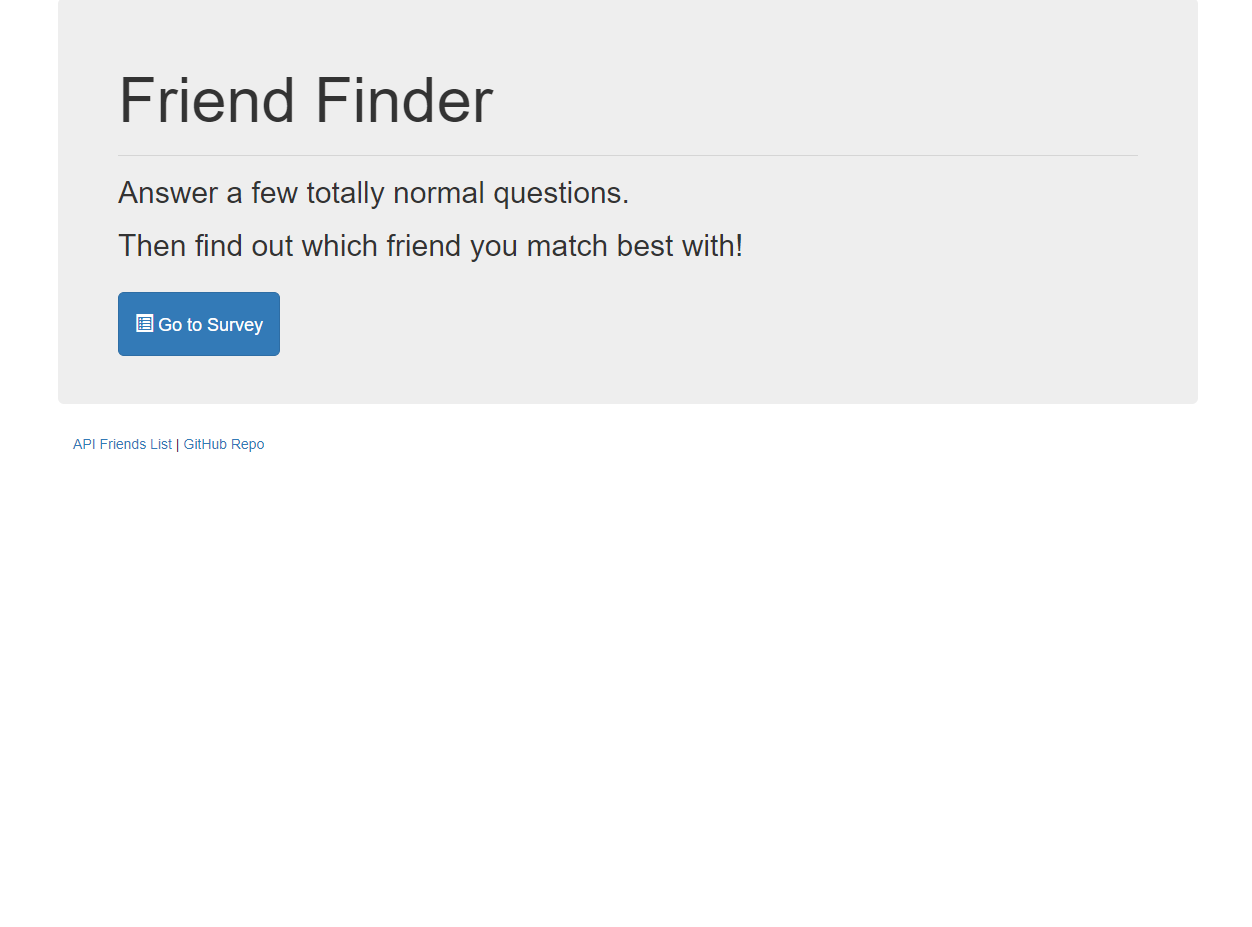 Friend Finder
Answer a few totally normal questions.
Then find out which friend you match best with!
Go to Survey
API Friends List | GitHub Repo